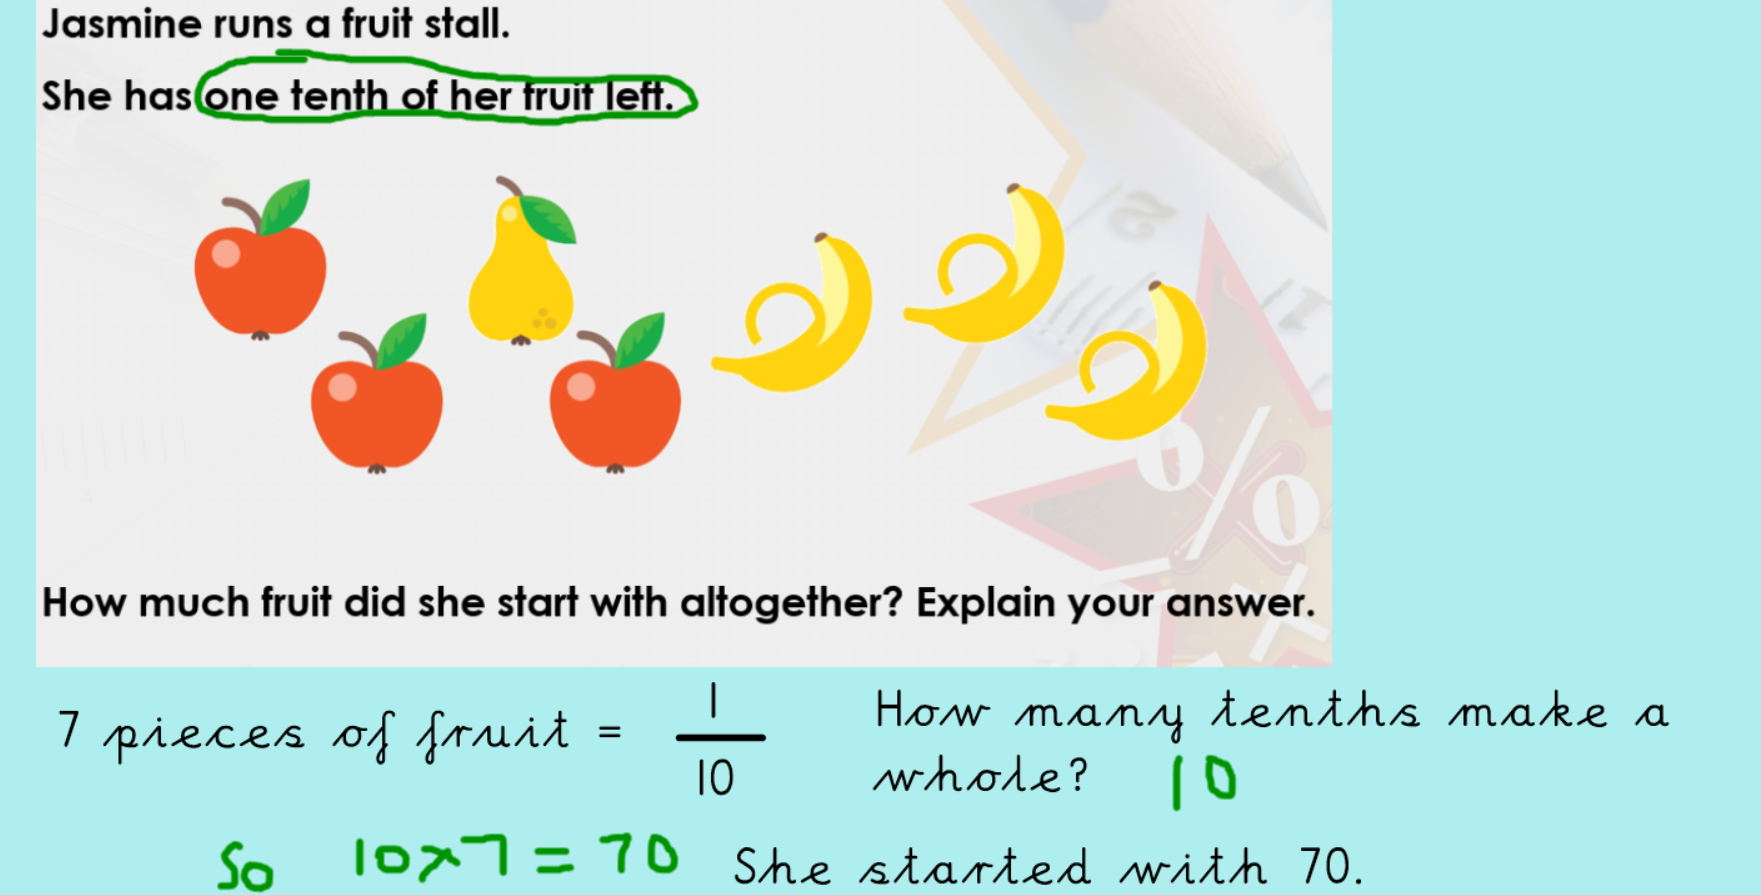 Jasmine runs a fruit stall.
She has one tenth of her fruit left.
How much fruit did she start with altogether? Explain your answer.
7 pieces of fruit = 1/10
How many tenths make a
whole? 10
So 10x7=70 She started with 70.